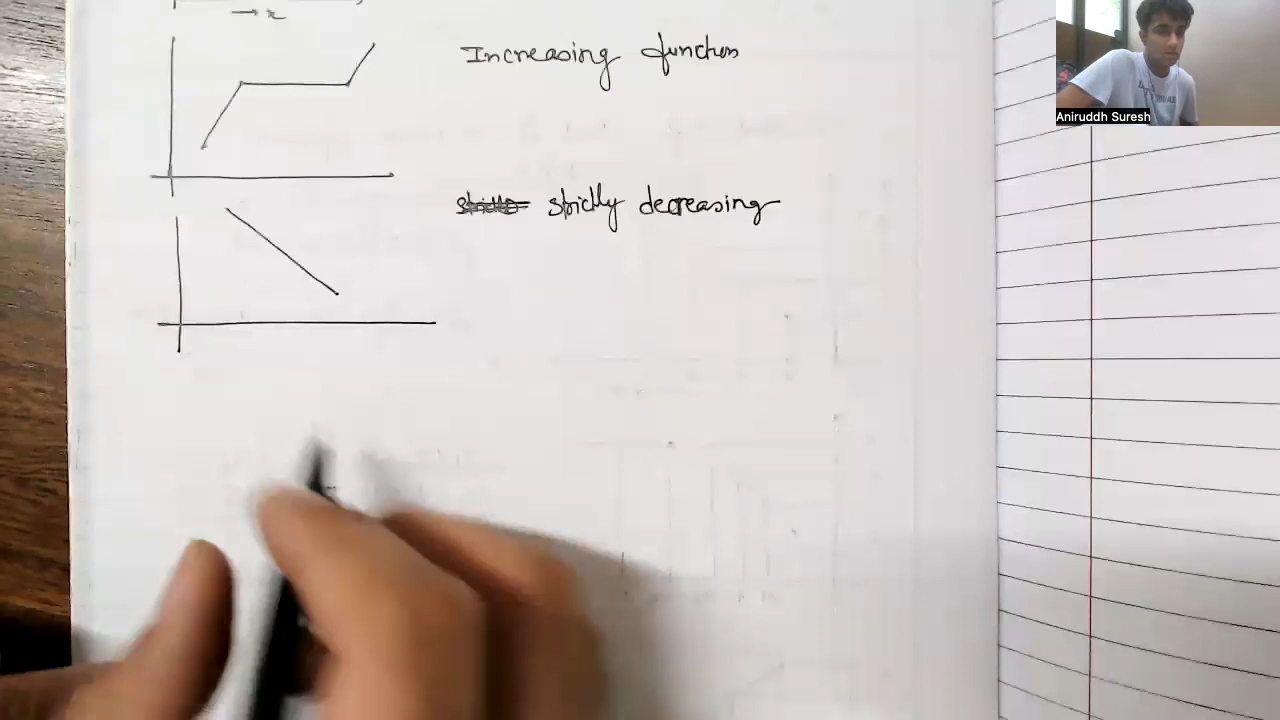 → x
Increasing function
strictly decreasing
Aniruddh Suresh